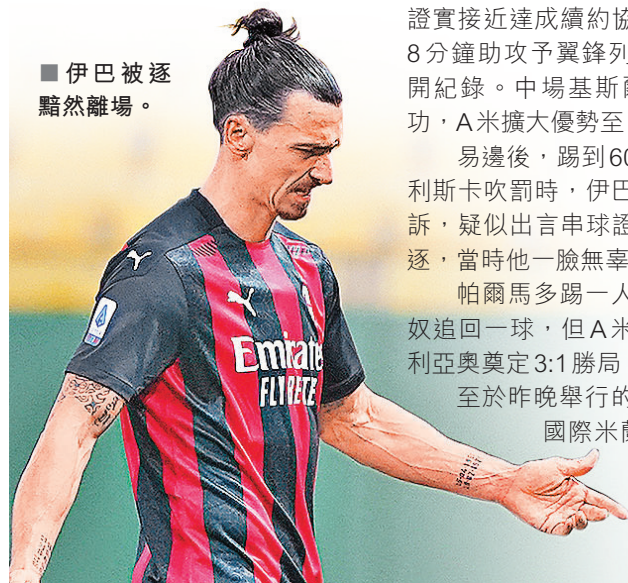 ■伊巴被逐
黯然離場。
證實接近達成續約協
8分鐘助攻予翼鋒列
開紀錄。中場基斯
功，A米擴大優勢至
易邊後，踢到60
利斯卡吹罰時，伊巴
訴，疑似出言串球證
逐，當時他一臉無辜
帕爾馬多踢一人
奴追回一球，但A米
利亞奧奠定3:1勝局
至於昨晚舉行的
國際米蘭
Emirate
FLY BETTE